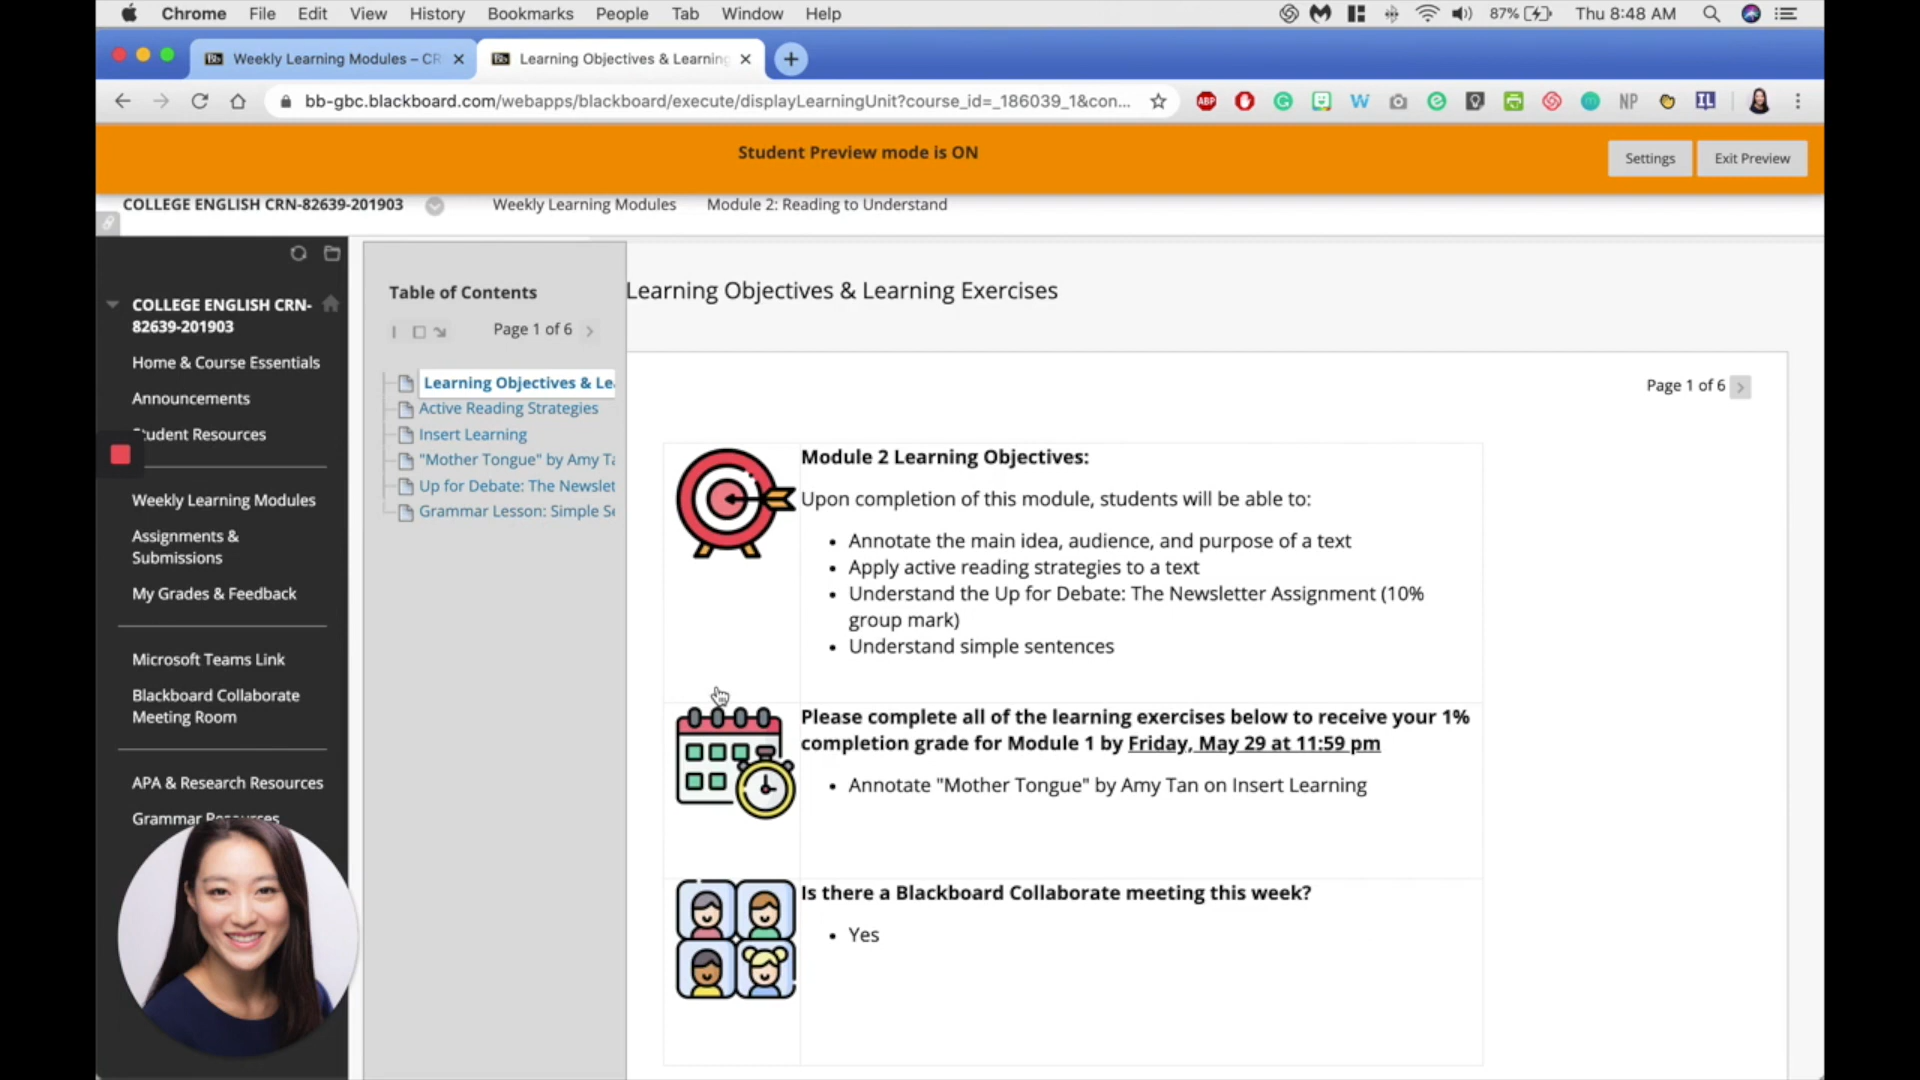 Chrome File Edit View History Bookmarks People Tab Window Help 87% Thu 8:48 AM
Weekly Learning Modules – CR
Learning Objectives & Learning
bb-gbc.blackboard.com/webapps/blackboard/execute/displayLearningUnit?course_id=_186039_1&con...
ABP
W
NP
IL
Student Preview mode is ON
Settings
Exit Preview
COLLEGE ENGLISH CRN-82639-201903
Weekly Learning Modules
Module 2: Reading to Understand
COLLEGE ENGLISH CRN-
82639-201903
Home & Course Essentials
Announcements
Student Resources
Weekly Learning Modules
Assignments &
Submissions
My Grades & Feedback
Microsoft Teams Link
Blackboard Collaborate
Meeting Room
APA & Research Resources
Grammar Resources
Table of Contents
Page 1 of 6
Learning Objectives & Le
Active Reading Strategies
Insert Learning
"Mother Tongue" by Amy Ta
Up for Debate: The Newslet
Grammar Lesson: Simple Se
Learning Objectives & Learning Exercises
Page 1 of 6
Module 2 Learning Objectives:
Upon completion of this module, students will be able to:
• Annotate the main idea, audience, and purpose of a text
• Apply active reading strategies to a text
• Understand the Up for Debate: The Newsletter Assignment (10%
group mark)
• Understand simple sentences
Please complete all of the learning exercises below to receive your 1%
completion grade for Module 1 by Friday, May 29 at 11:59 pm
• Annotate "Mother Tongue" by Amy Tan on Insert Learning
Is there a Blackboard Collaborate meeting this week?
• Yes